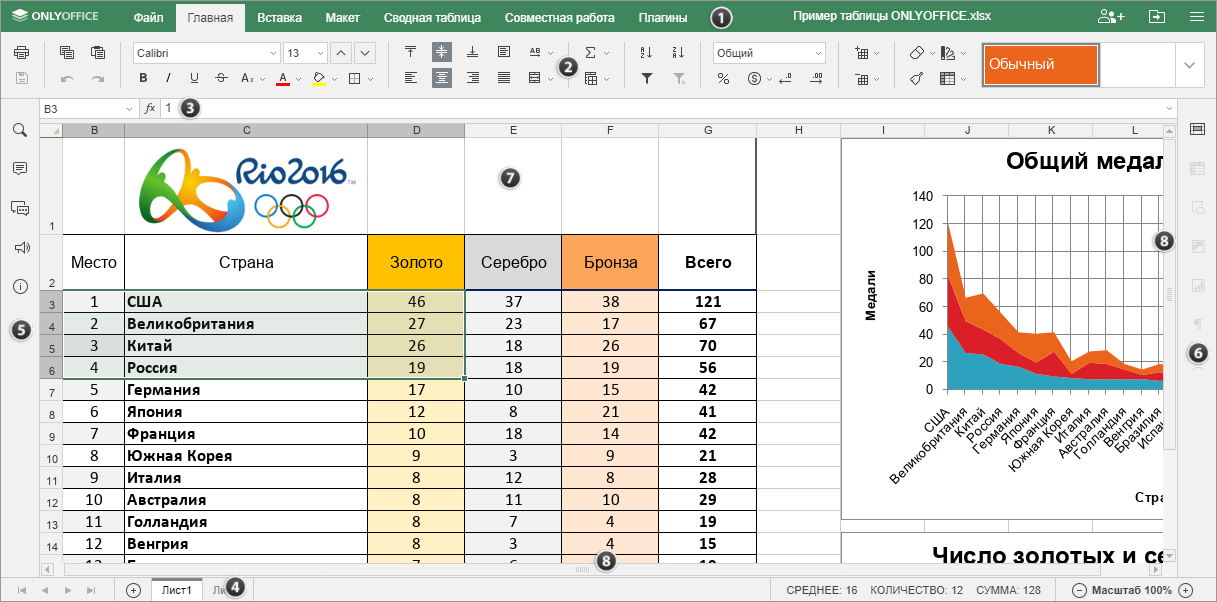 ONLYOFFICE Файл Главная Вставка Макет Сводная таблица Совместная работа Плагины 1 Пример таблицы ONLYOFFICE.xlsx
Calibri 13 Общий
2 Обычный
B3 fx 3 1
B C D E F G H I J K L
Rio2016™
7
1
Место Страна Золото Серебро Бронза Всего
2
3 1 США 46 37 38 121
4 2 Великобритания 27 23 17 67
5 3 Китай 26 18 26 70
6 4 Россия 19 18 19 56
7 5 Германия 17 10 15 42
8 6 Япония 12 8 21 41
9 7 Франция 10 18 14 42
10 8 Южная Корея 9 3 9 21
11 9 Италия 8 12 8 28
12 10 Австралия 8 11 10 29
13 11 Голландия 8 7 4 19
14 12 Венгрия 8 3 4 15
Общий медал
Медали
140
120
100
80
60
40
20
0
США
Великобритания
Китай
Россия
Германия
Япония
Франция
Южная Корея
Италия
Австралия
Голландия
Венгрия
Бразилия
Испан
Стра
Число золотых и се
5
6
8
8
Лист1 Ли 4 СРЕДНЕЕ: 16 КОЛИЧЕСТВО: 12 СУММА: 128 Масштаб 100%